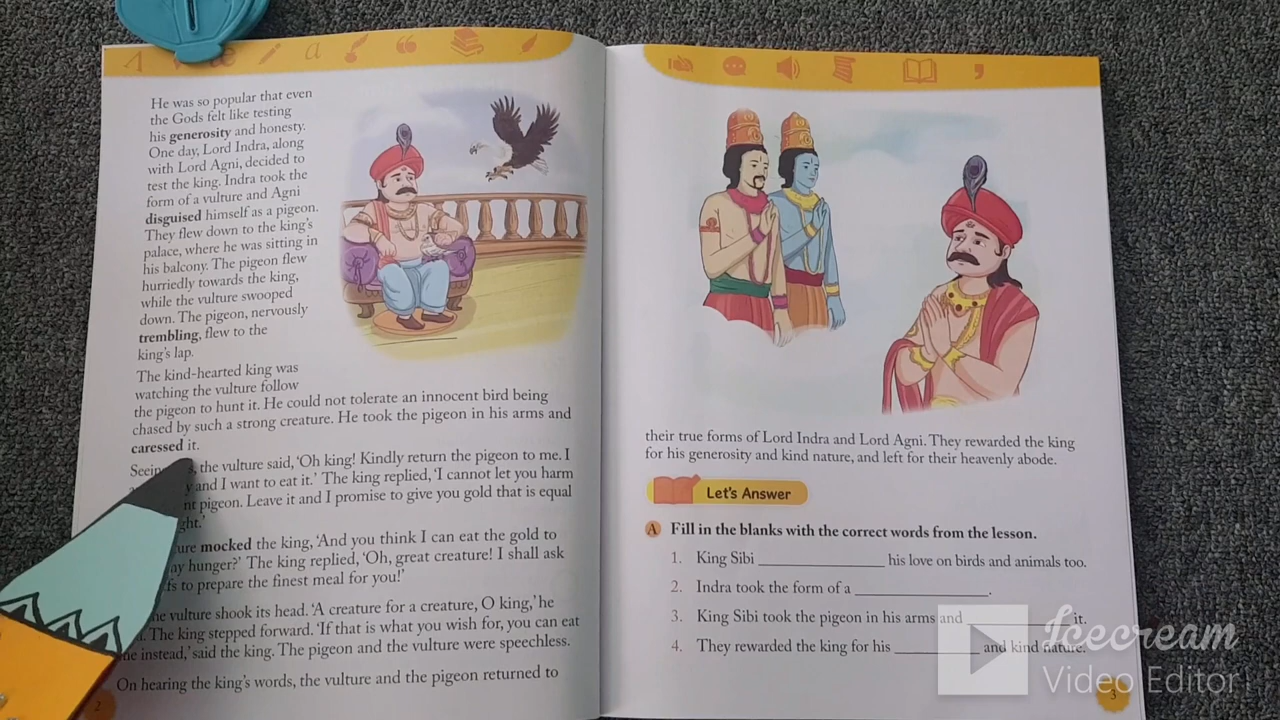 He was so popular that even
the Gods felt like testing
his generosity and honesty.
One day, Lord Indra, along
with Lord Agni, decided to
test the king. Indra took the
form of a vulture and Agni
disguised himself as a pigeon.
They flew down to the king's
palace, where he was sitting in
his balcony. The pigeon flew
hurriedly towards the king,
while the vulture swooped
down. The pigeon, nervously
trembling, flew to the
king's lap.
The kind-hearted king was
watching the vulture follow
the pigeon to hunt it. He could not tolerate an innocent bird being
chased by such a strong creature. He took the pigeon in his arms and
caressed it.
the vulture said, 'Oh king! Kindly return the pigeon to me. I
and I want to eat it.' The king replied, 'I cannot let you harm
pigeon. Leave it and I promise to give you gold that is equal
mocked the king, 'And you think I can eat the gold to
hunger?' The king replied, 'Oh, great creature! I shall ask
to prepare the finest meal for you!'
vulture shook its head. 'A creature for a creature, O king,' he
The king stepped forward. 'If that is what you wish for, you can eat
instead,' said the king. The pigeon and the vulture were speechless.
On hearing the king's words, the vulture and the pigeon returned to
2
their true forms of Lord Indra and Lord Agni. They rewarded the king
for his generosity and kind nature, and left for their heavenly abode.
Let's Answer
A Fill in the blanks with the correct words from the lesson.
1. King Sibi ____________ his love on birds and animals too.
2. Indra took the form of a ____________.
3. King Sibi took the pigeon in his arms and ____________ it.
4. They rewarded the king for his ________ and kind nature.
3
Icecream
Video Editor